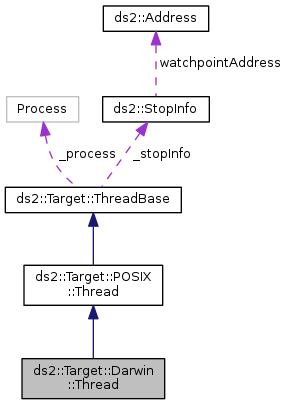 ds2::Address
watchpointAddress
Process
ds2::StopInfo
_process
_stopInfo
ds2::Target::ThreadBase
ds2::Target::POSIX
::Thread
ds2::Target::Darwin
::Thread